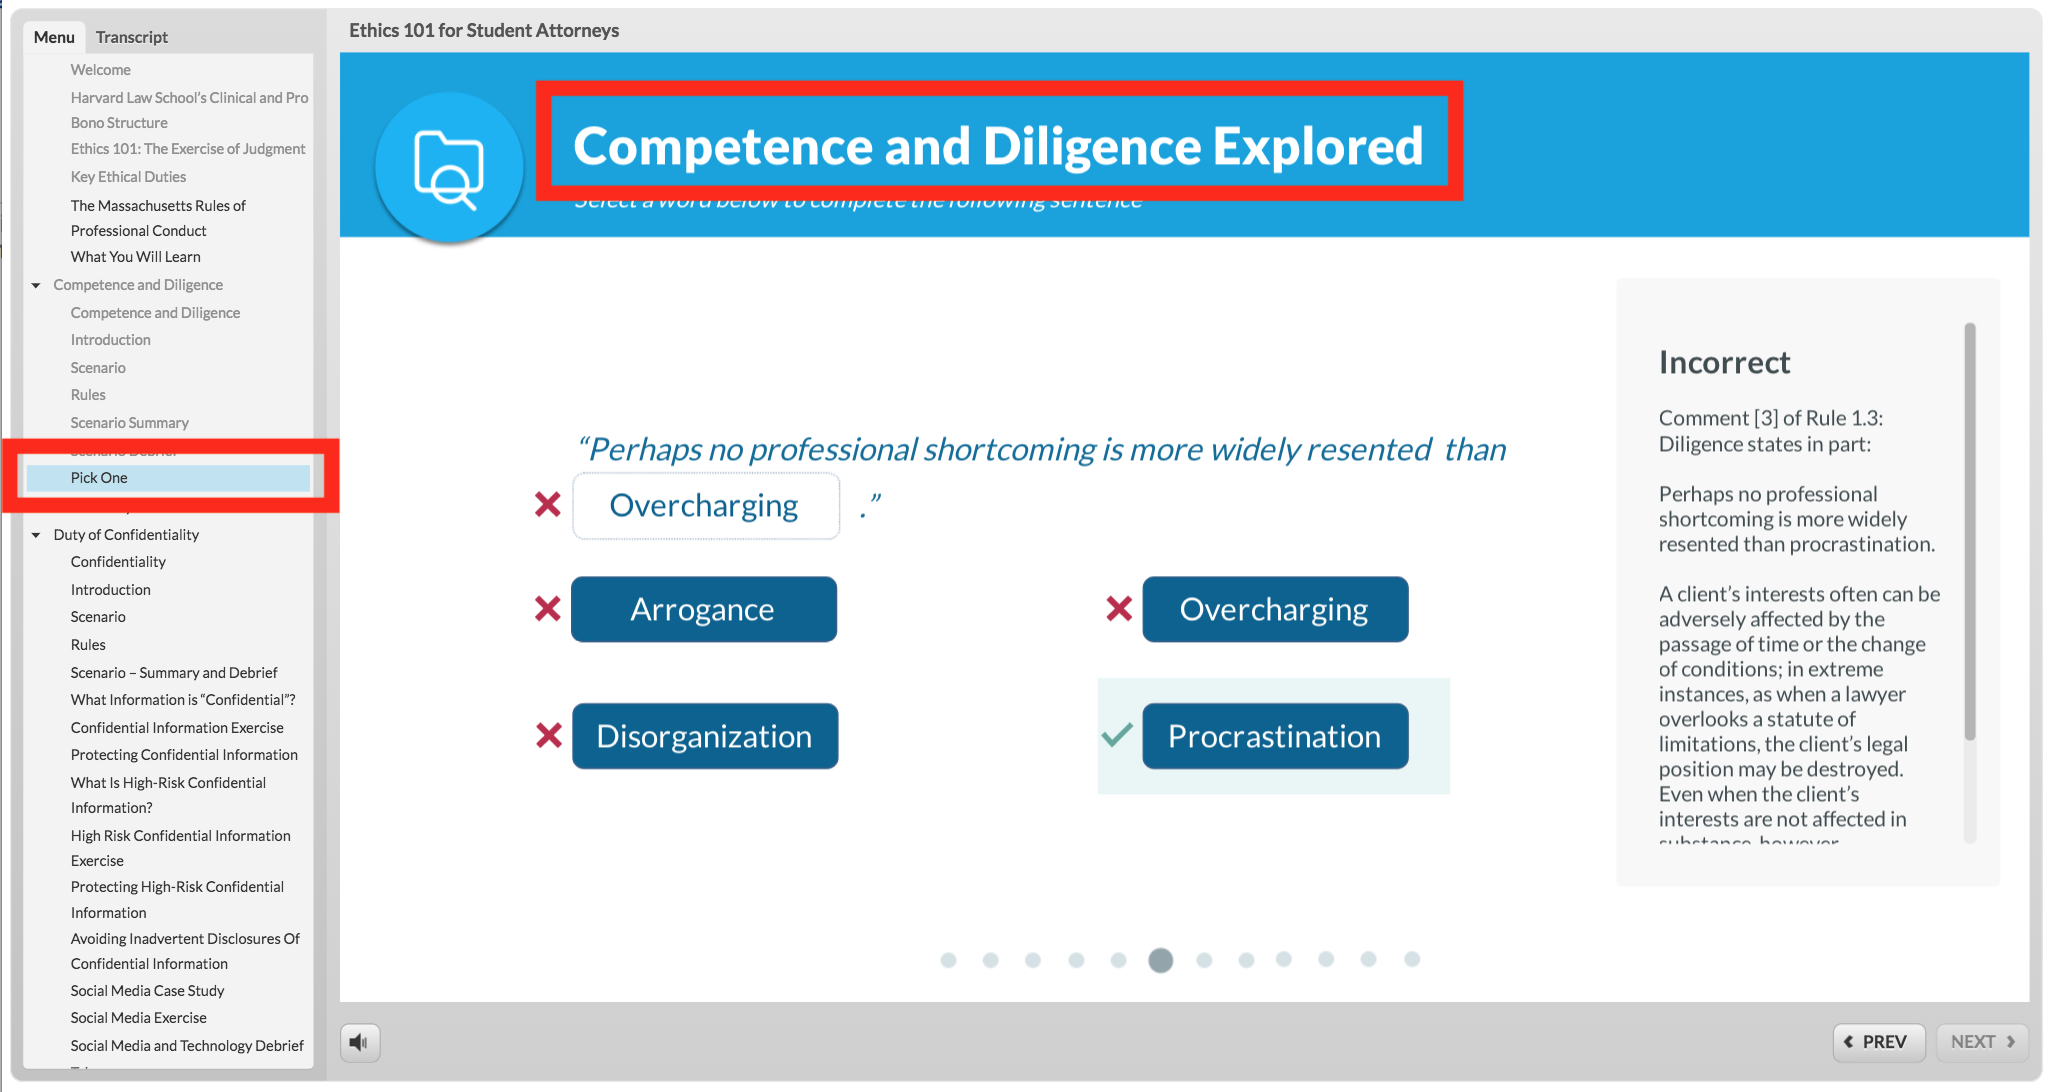 Menu
Transcript
Ethics 101 for Student Attorneys
Welcome
Harvard Law School's Clinical and Pro
Bono Structure
Ethics 101: The Exercise of Judgment
Key Ethical Duties
The Massachusetts Rules of
Professional Conduct
What You Will Learn
Competence and Diligence
Competence and Diligence
Introduction
Scenario
Rules
Scenario Summary
Scenario Debrief
Pick One
Duty of Confidentiality
Confidentiality
Introduction
Scenario
Rules
Scenario – Summary and Debrief
What Information is “Confidential”?
Confidential Information Exercise
Protecting Confidential Information
What Is High-Risk Confidential
Information?
High Risk Confidential Information
Exercise
Protecting High-Risk Confidential
Information
Avoiding Inadvertent Disclosures Of
Confidential Information
Social Media Case Study
Social Media Exercise
Social Media and Technology Debrief
Competence and Diligence Explored
Select a word below to complete the following sentence
“Perhaps no professional shortcoming is more widely resented than
Overcharging .”
Arrogance
Overcharging
Disorganization
Procrastination
Incorrect
Comment [3] of Rule 1.3:
Diligence states in part:
Perhaps no professional
shortcoming is more widely
resented than procrastination.
A client’s interests often can be
adversely affected by the
passage of time or the change
of conditions; in extreme
instances, as when a lawyer
overlooks a statute of
limitations, the client’s legal
position may be destroyed.
Even when the client’s
interests are not affected in
substance, however,
PREV
NEXT